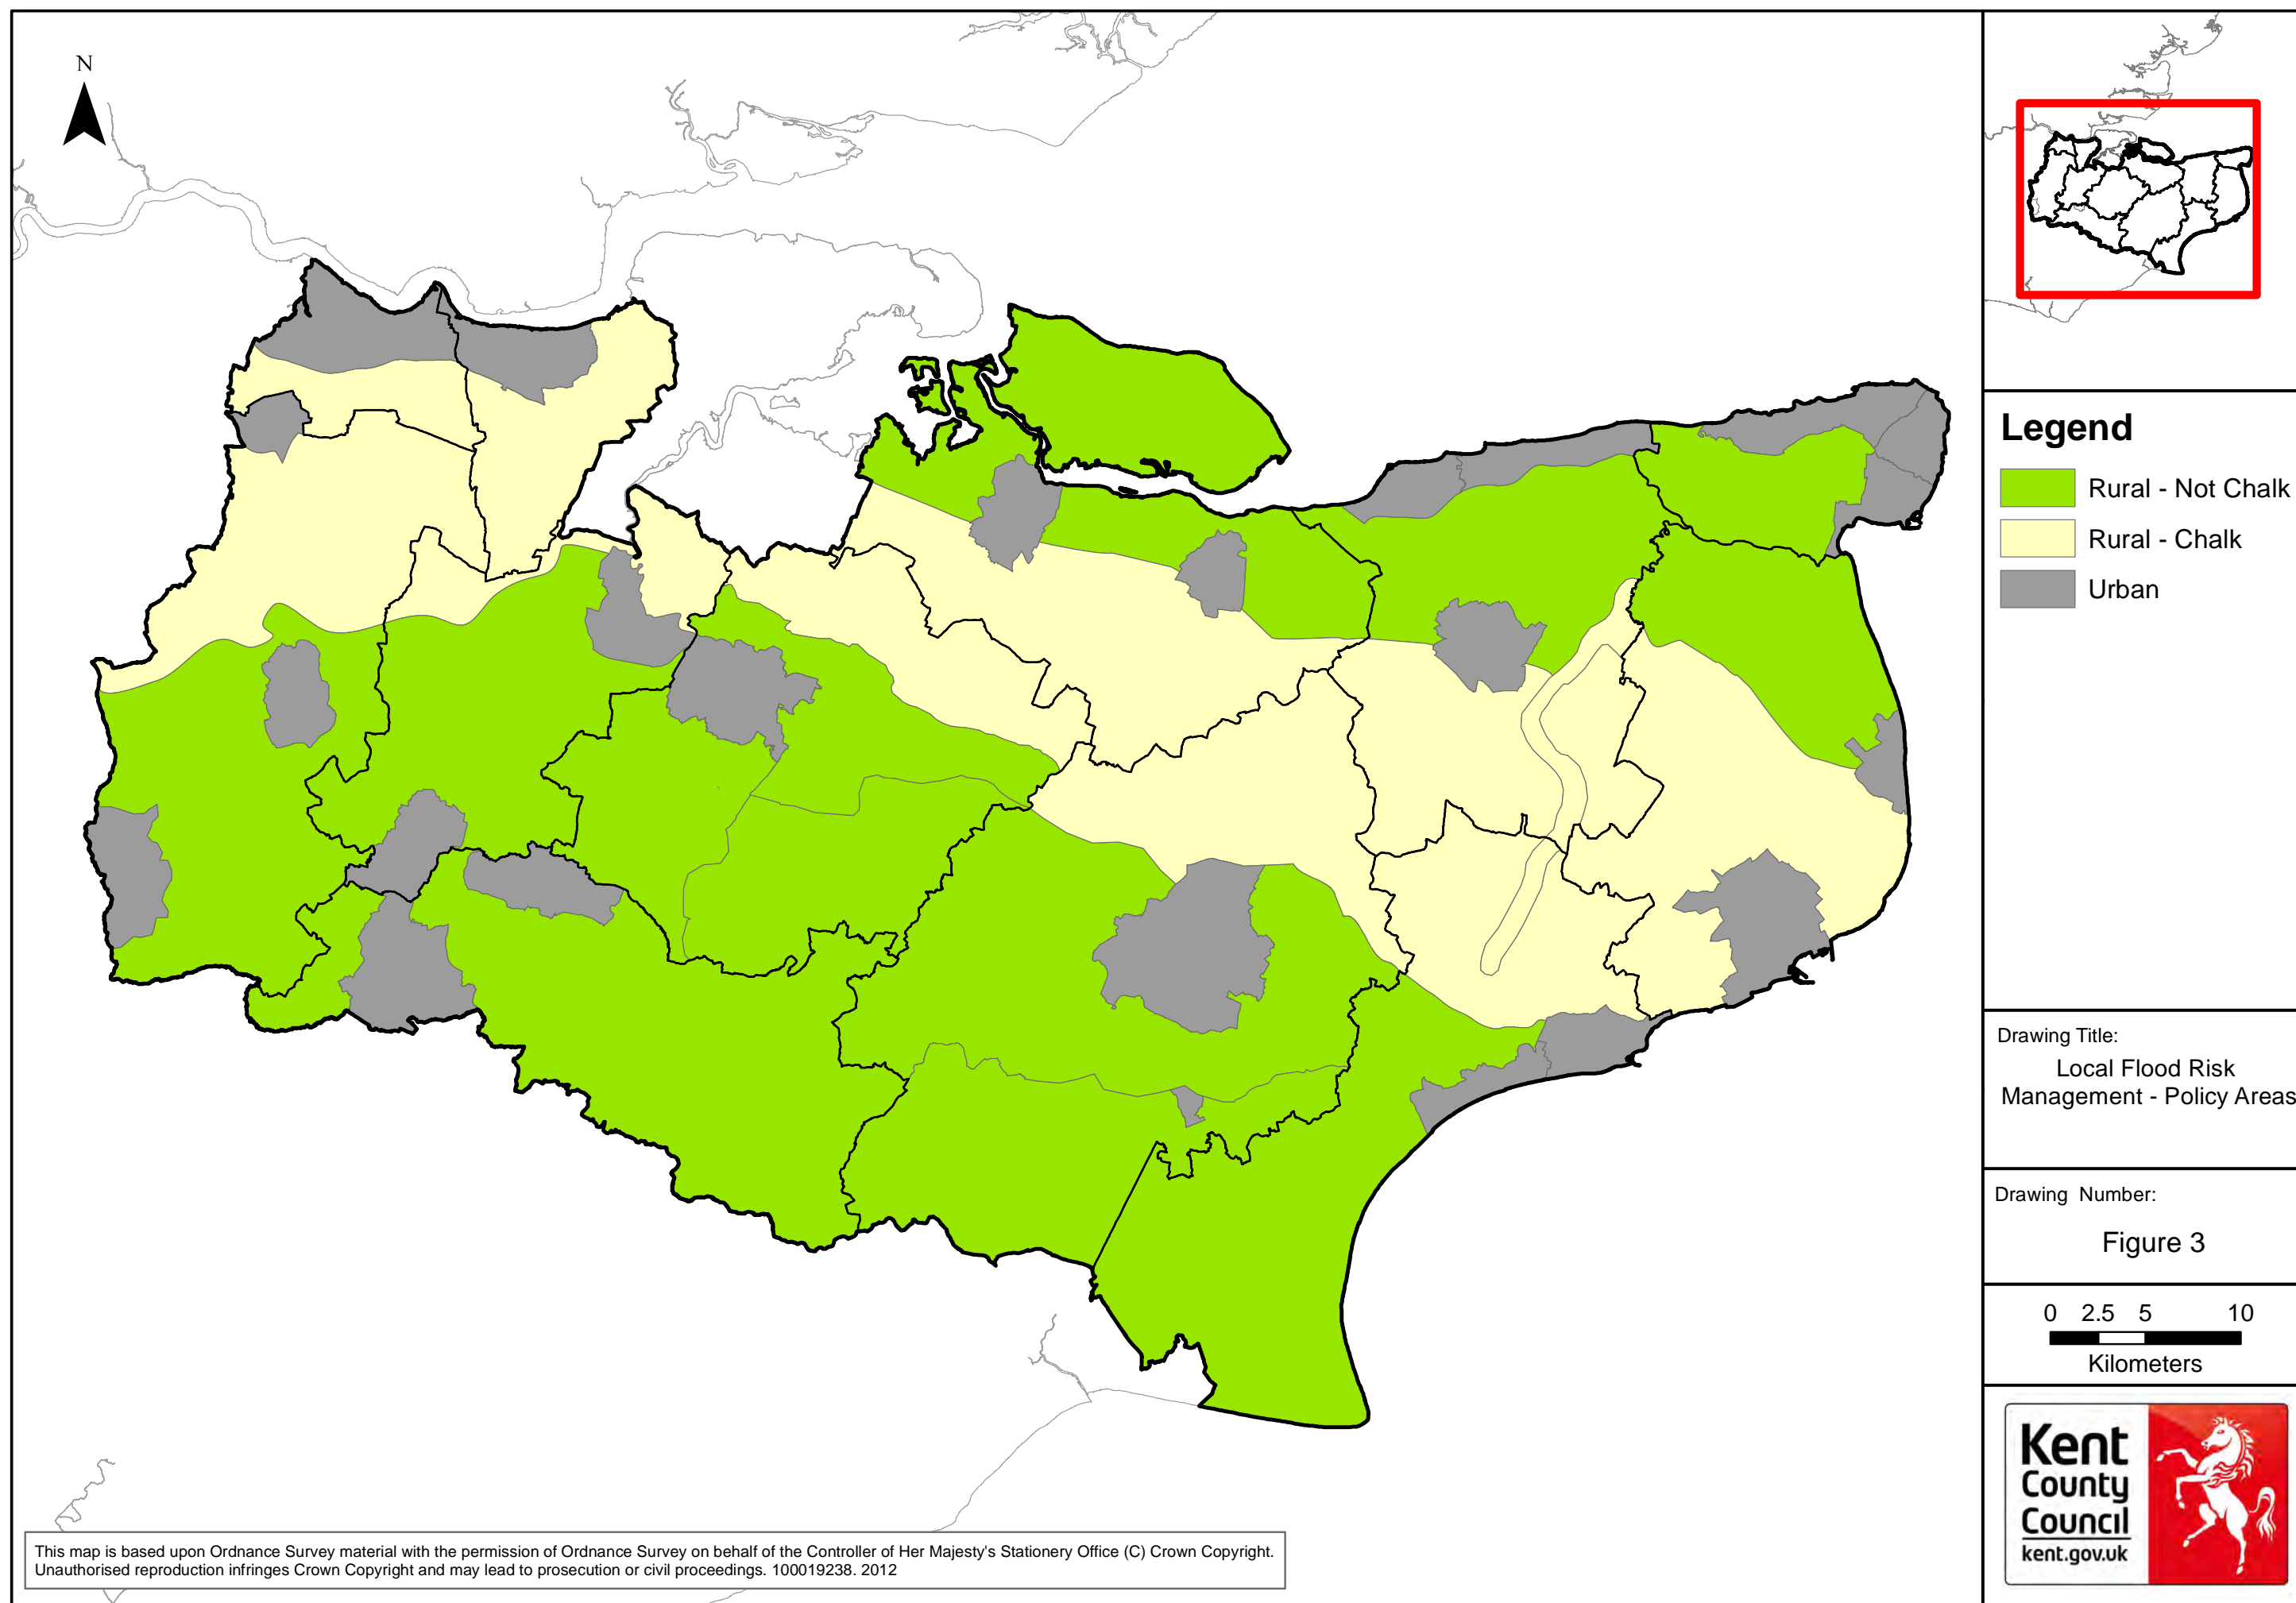 N
Legend
Rural - Not Chalk
Rural - Chalk
Urban
Drawing Title:
Local Flood Risk
Management - Policy Areas
Drawing Number:
Figure 3
0 2.5 5 10
Kilometers
Kent
County
Council
kent.gov.uk
This map is based upon Ordnance Survey material with the permission of Ordnance Survey on behalf of the Controller of Her Majesty's Stationery Office (C) Crown Copyright.
Unauthorised reproduction infringes Crown Copyright and may lead to prosecution or civil proceedings. 100019238. 2012